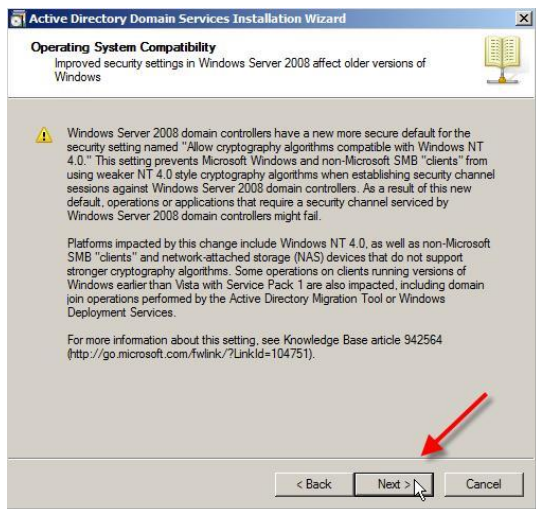 Active Directory Domain Services Installation Wizard
Operating System Compatibility
Improved security settings in Windows Server 2008 affect older versions of
Windows
Windows Server 2008 domain controllers have a new more secure default for the
security setting named "Allow cryptography algorithms compatible with Windows NT
4.0." This setting prevents Microsoft Windows and non-Microsoft SMB "clients" from
using weaker NT 4.0 style cryptography algorithms when establishing security channel
sessions against Windows Server 2008 domain controllers. As a result of this new
default, operations or applications that require a security channel serviced by
Windows Server 2008 domain controllers might fail.
Platforms impacted by this change include Windows NT 4.0, as well as non-Microsoft
SMB "clients" and network-attached storage (NAS) devices that do not support
stronger cryptography algorithms. Some operations on clients running versions of
Windows earlier than Vista with Service Pack 1 are also impacted, including domain
join operations performed by the Active Directory Migration Tool or Windows
Deployment Services.
For more information about this setting, see Knowledge Base article 942564
(http://go.microsoft.com/fwlink/?LinkId=104751).
< Back Next > Cancel